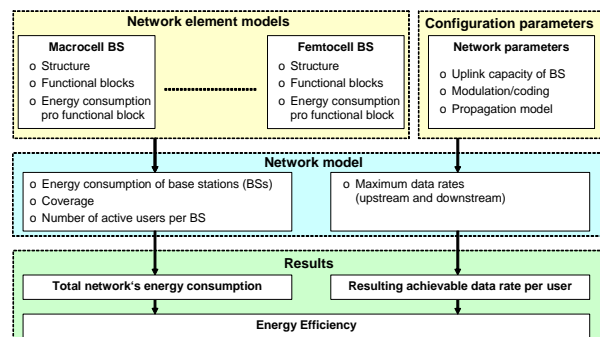 Network element models
Macrocell BS
o Structure
o Functional blocks
o Energy consumption
pro functional block
Femtocell BS
o Structure
o Functional blocks
o Energy consumption
pro functional block
Configuration parameters
Network parameters
o Uplink capacity of BS
o Modulation/coding
o Propagation model
Network model
o Energy consumption of base stations (BSs)
o Coverage
o Number of active users per BS
o Maximum data rates
(upstream and downstream)
Results
Total network‘s energy consumption
Resulting achievable data rate per user
Energy Efficiency